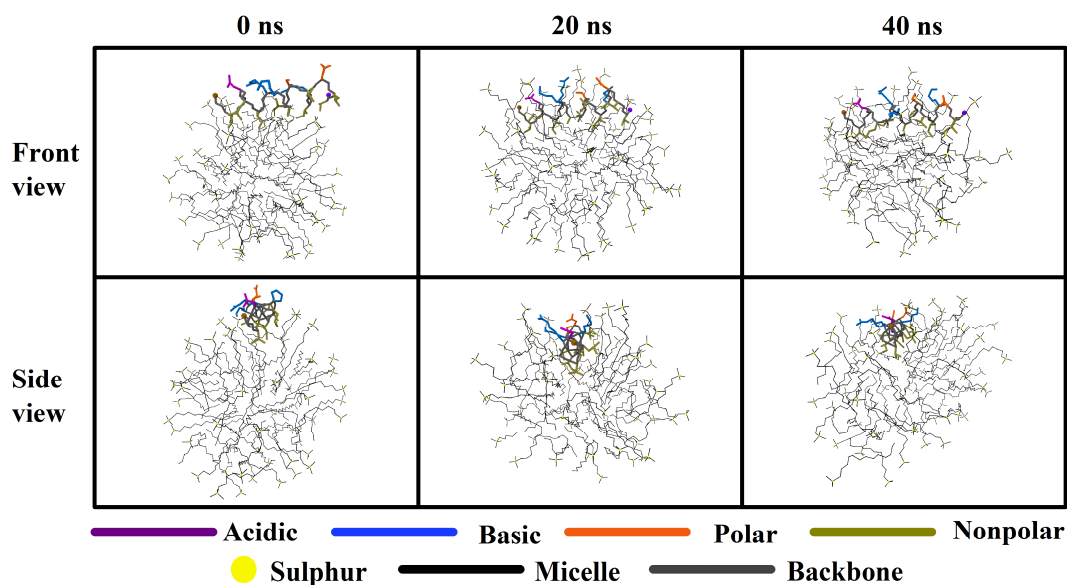 0 ns 20 ns 40 ns
Front
view
Side
view
Acidic Basic Polar Nonpolar
Sulphur Micelle Backbone